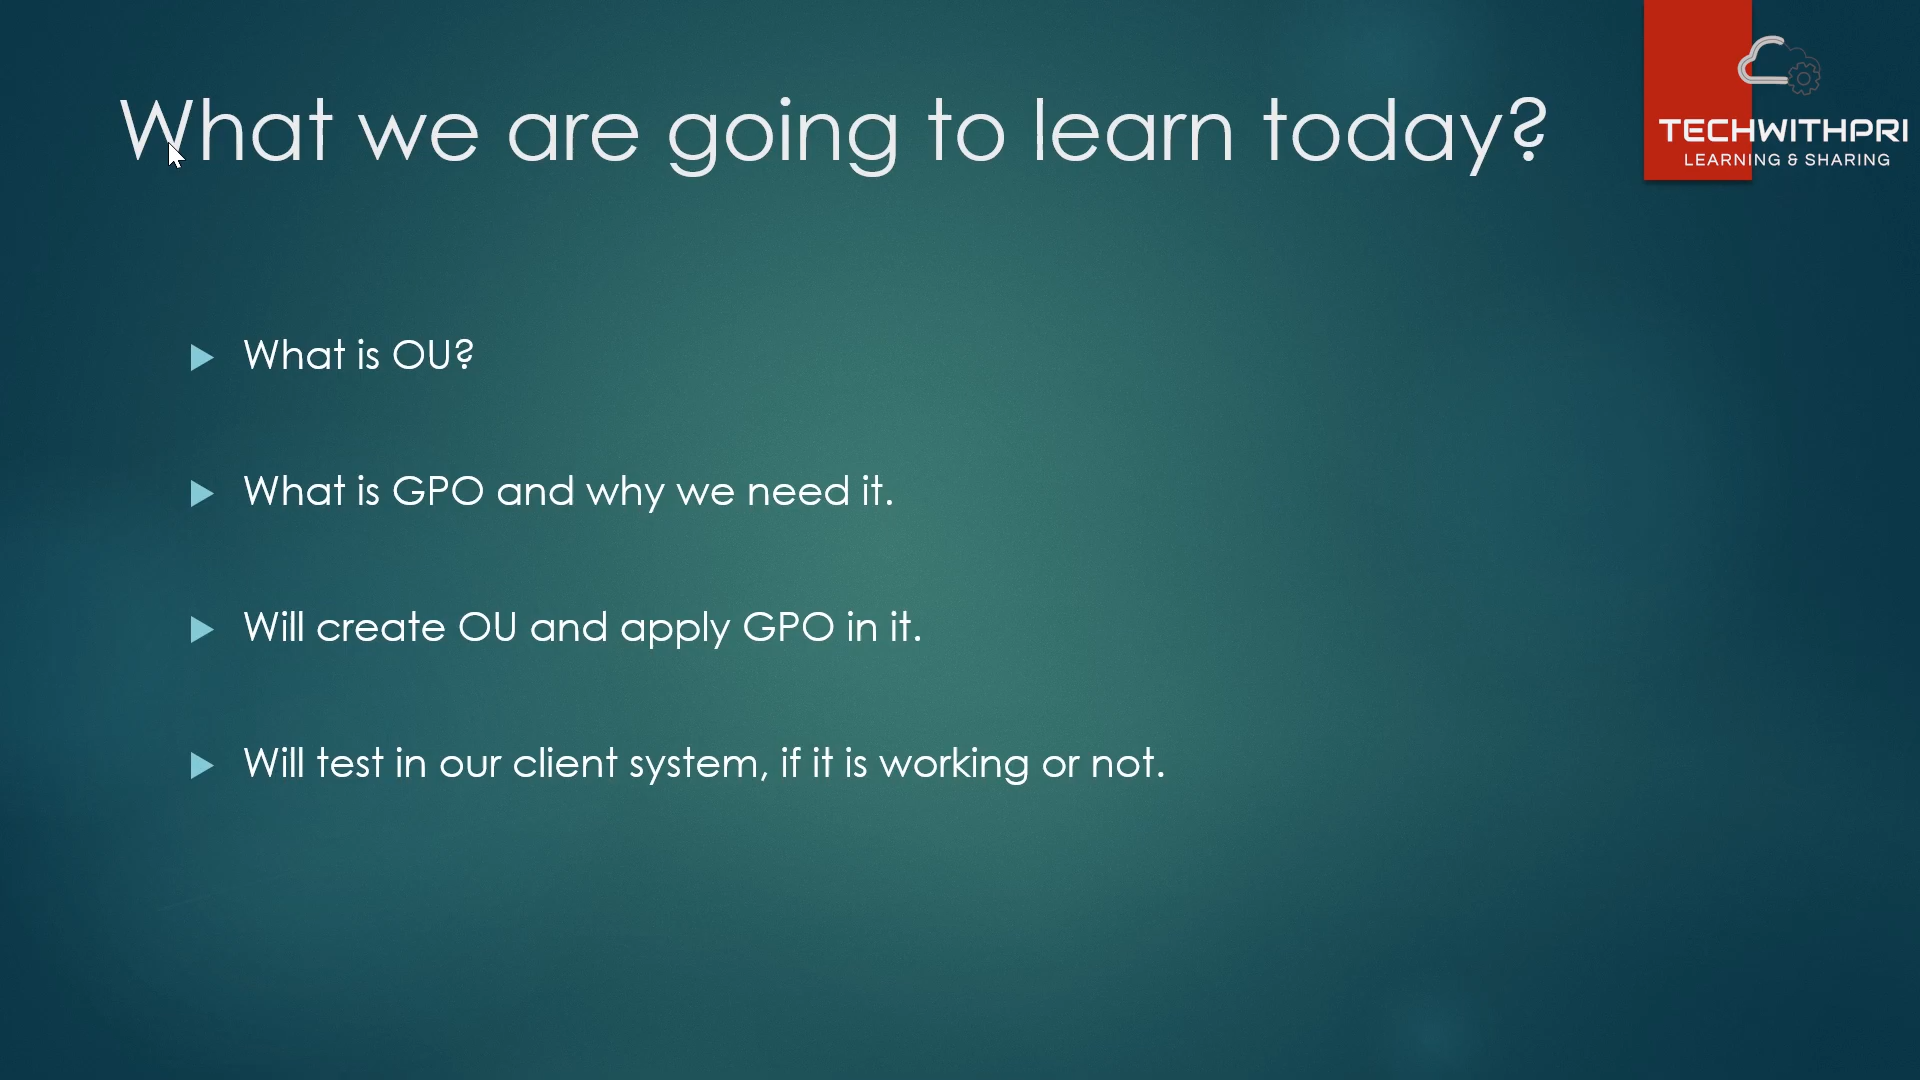 What we are going to learn today?
TECHWITHPRI
LEARNING & SHARING
What is OU?
What is GPO and why we need it.
Will create OU and apply GPO in it.
Will test in our client system, if it is working or not.